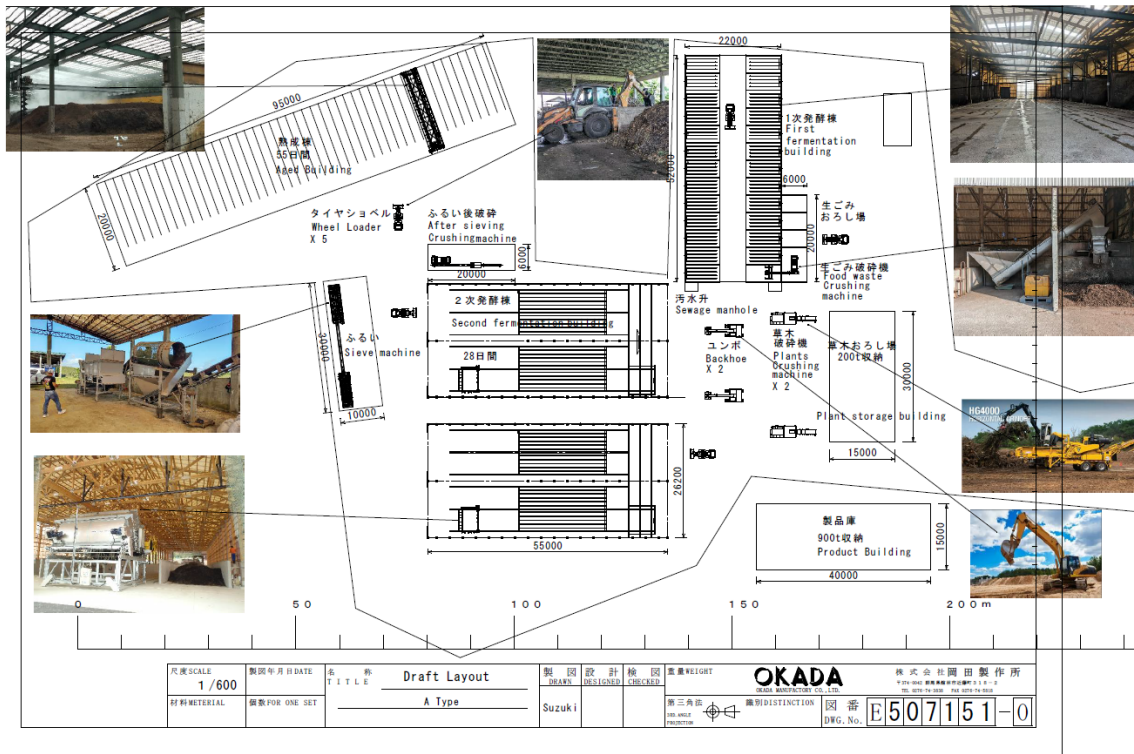 22000
95000
熟成棟
55日間
Aged Building
20000
1次発酵棟
First
fermentation
building
52000
6000
生ごみ
おろし場
20000
タイヤショベル
Wheel Loader
X 5
ふるい後破砕
After sieving
Crushingmachine
6000
20000
生ごみ破砕機
Food waste
Crushing
machine
汚水升
Sewage manhole
2次発酵棟
Second fermentation building
28日間
ふるい
Sieve machine
30000
10000
ユンボ
Backhoe
X 2
草木
破砕機
Plants
Crushing
machine
X 2
草木おろし場
200t収納
30000
Plant storage building
15000
HG4000
HORIZONTAL GRINDER
26200
55000
製品庫
900t収納
Product Building
15000
40000
0 50 100 150 200m
尺度SCALE
1/600
製図年月日DATE
名 称
TITLE
Draft Layout
A Type
製 図
DRAWN
設 計
DESIGNED
検 図
CHECKED
Suzuki
重量WEIGHT
OKADA
OKADA MANUFACTORY CO.,LTD.
株式会社岡田製作所
材料METERIAL
個数FOR ONE SET
第三角法
識別DISTINCTION
図 番
DWG.No.
E507151-0